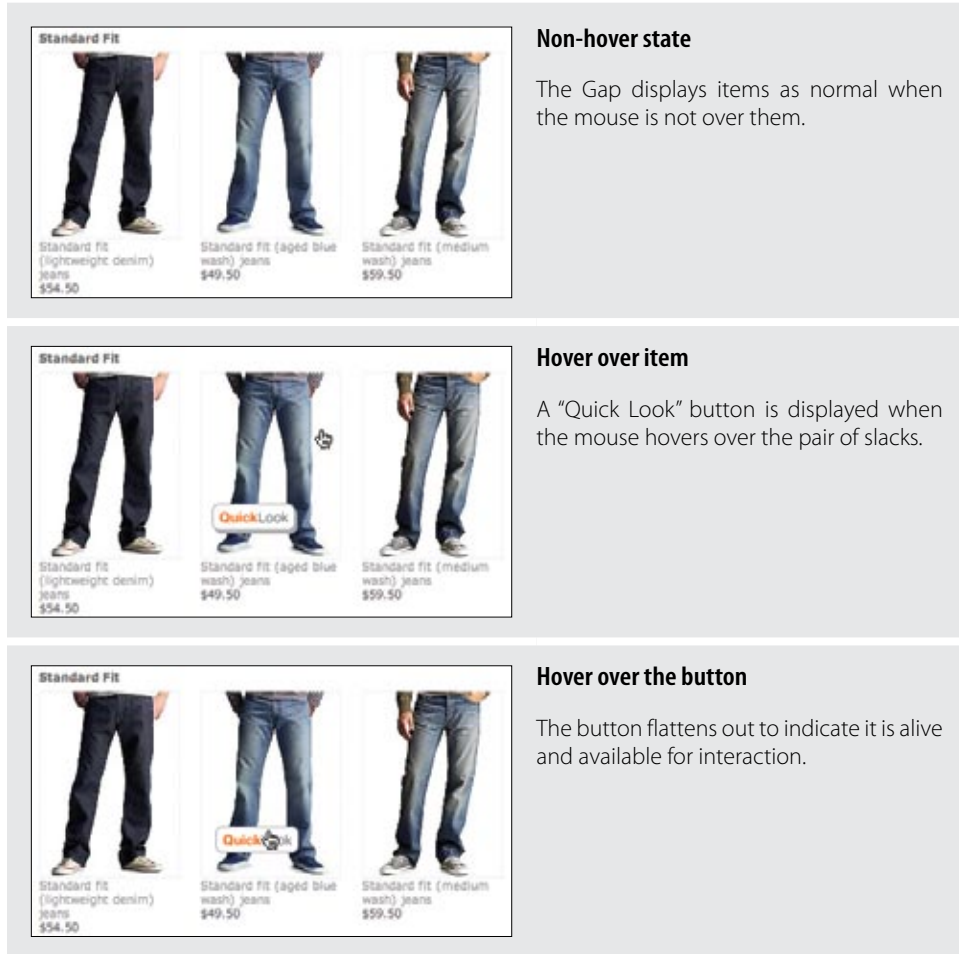 Standard Fit
Standard fit
(lightweight denim)
jeans
$54.50
Standard fit (aged blue
wash) jeans
$49.50
Standard fit (medium
wash) jeans
$59.50
Non-hover state
The Gap displays items as normal when
the mouse is not over them.
Standard Fit
QuickLook
Standard fit
(lightweight denim)
jeans
$54.50
Standard fit (aged blue
wash) jeans
$49.50
Standard fit (medium
wash) jeans
$59.50
Hover over item
A “Quick Look” button is displayed when
the mouse hovers over the pair of slacks.
Standard Fit
QuickLook
Standard fit
(lightweight denim)
jeans
$54.50
Standard fit (aged blue
wash) jeans
$49.50
Standard fit (medium
wash) jeans
$59.50
Hover over the button
The button flattens out to indicate it is alive
and available for interaction.